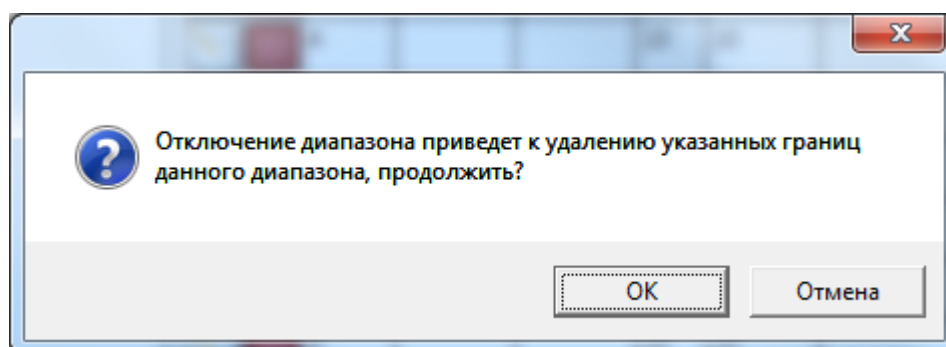 Отключение диапазона приведет к удалению указанных границ
данного диапазона, продолжить?
OK
Отмена